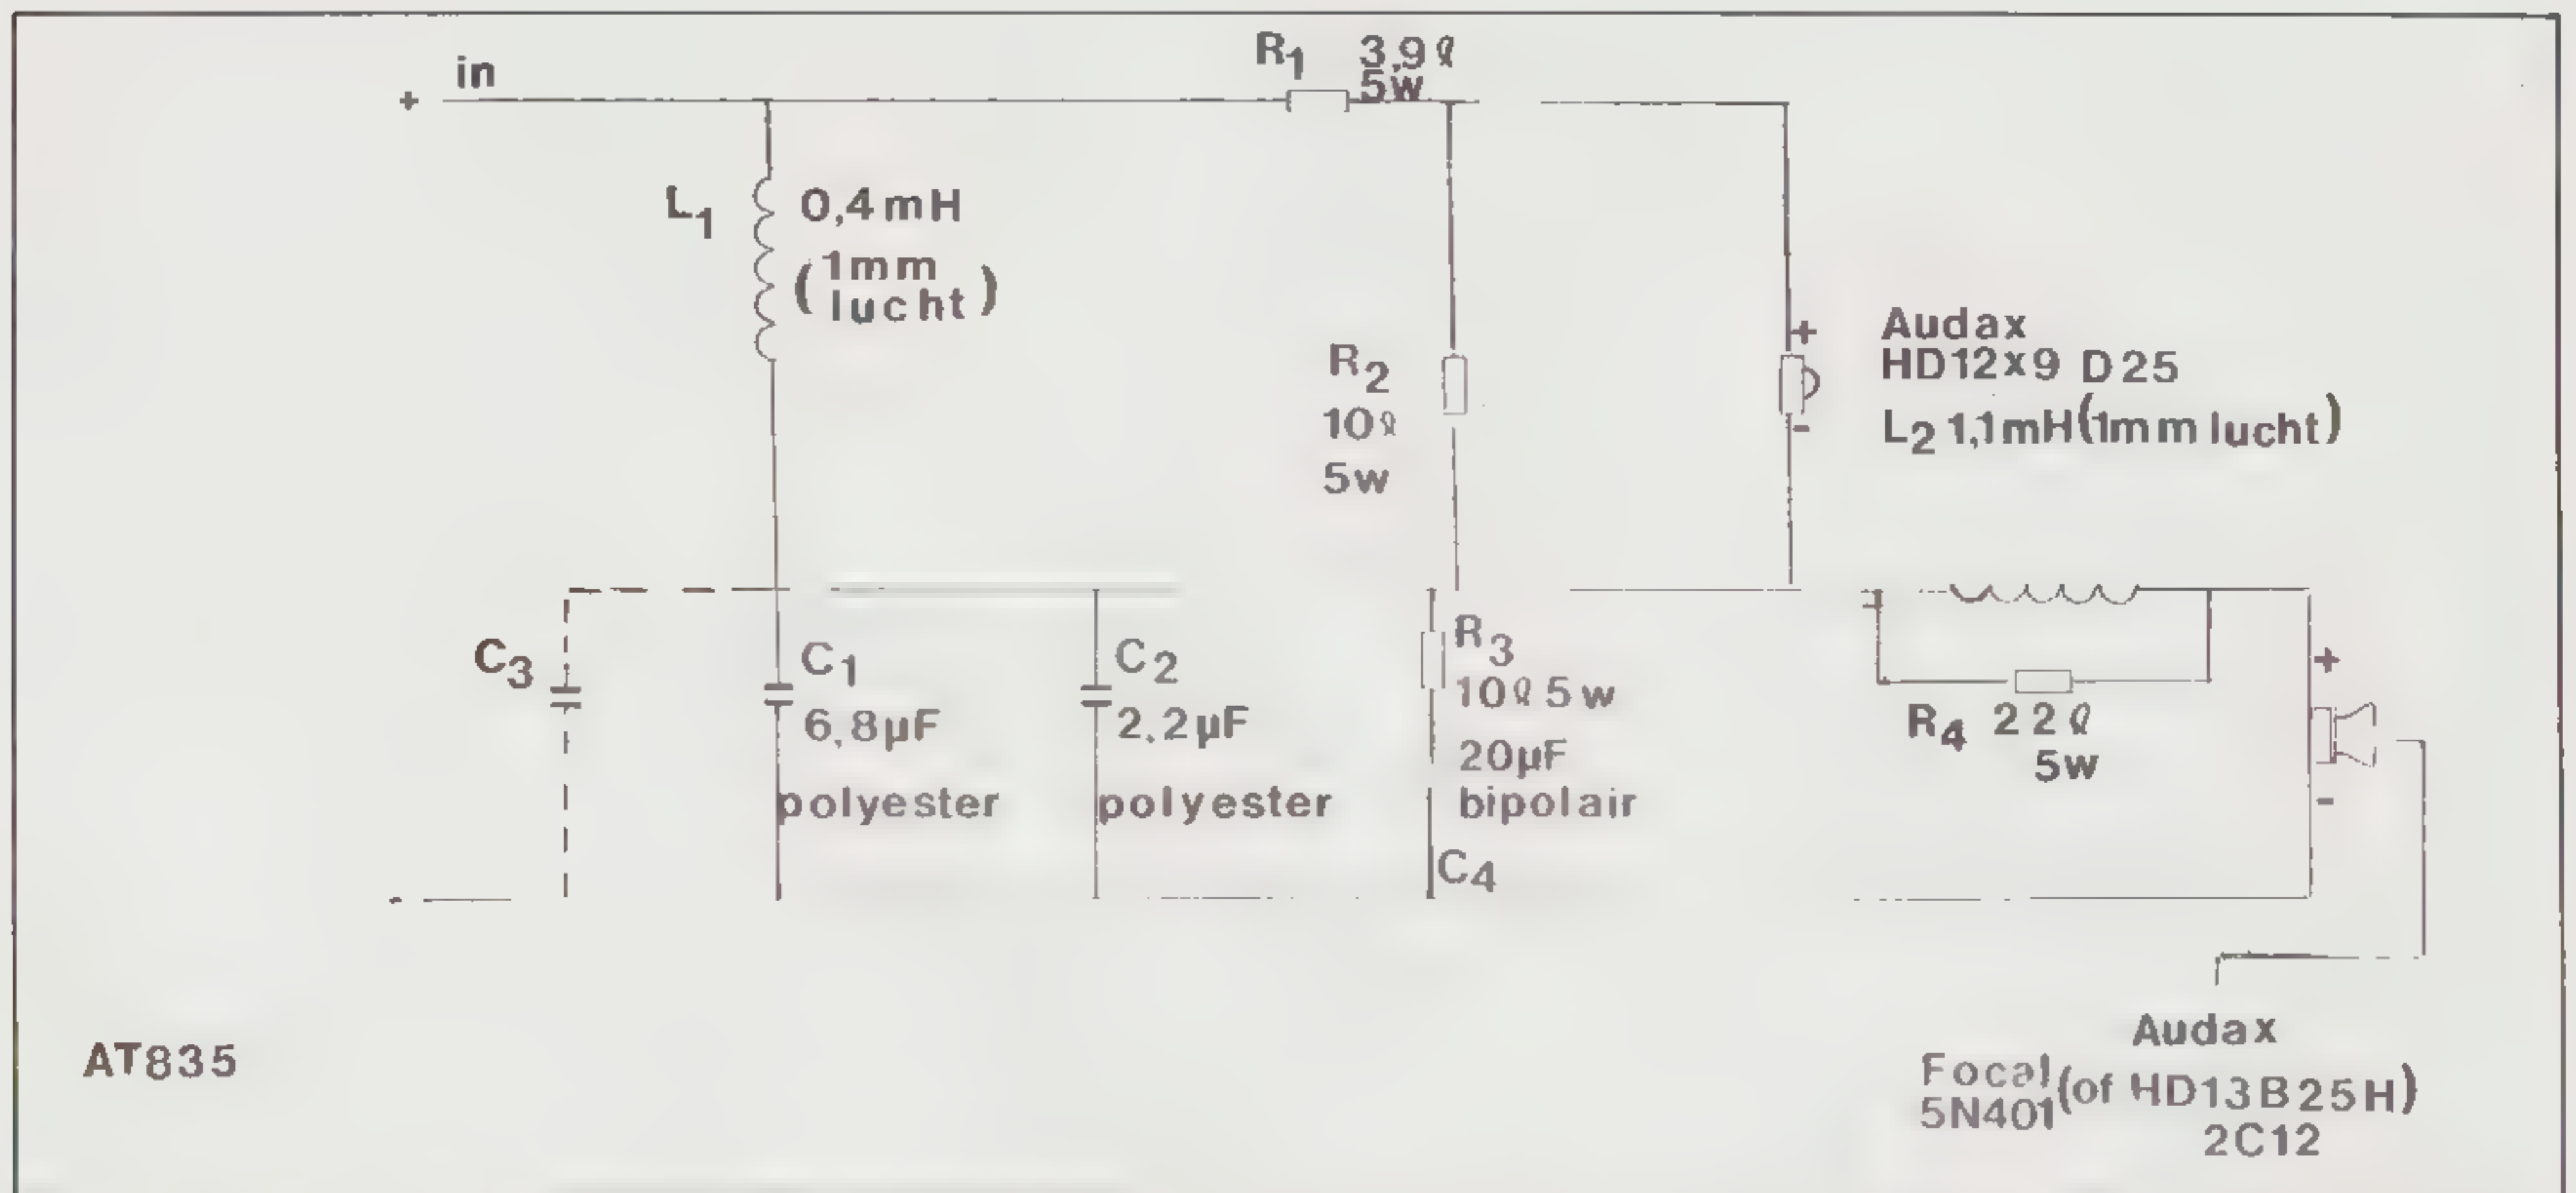 in
+
R1 3,9Ω
5w
L1 0,4mH
(1mm
lucht)
R2
10Ω
5w
+
-
Audax
HD12x9 D25
L2 1,1mH(1mm lucht)
C3
C1
6,8µF
polyester
C2
2,2µF
polyester
R3
10Ω 5w
20µF
bipolair
C4
R4 22Ω
5w
+
-
-
AT835
Audax
Focal (of HD13B25H)
5N401
2C12